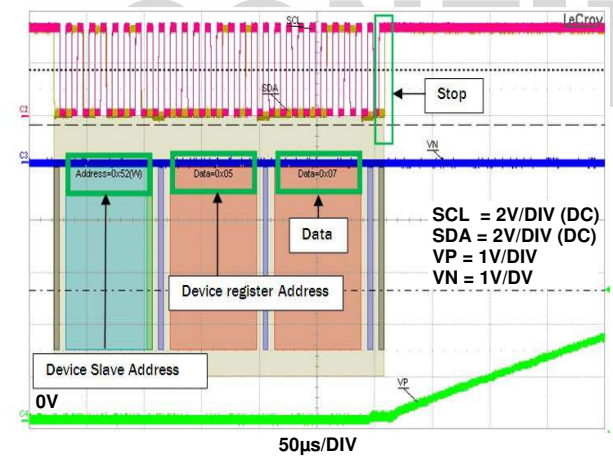 SCL
LeCroy
SDA
Stop
C2
VN
C3
Address=0x52(W)
Data=0x05
Data=0x07
SCL = 2V/DIV (DC)
SDA = 2V/DIV (DC)
VP = 1V/DIV
VN = 1V/DV
Data
Device register Address
Device Slave Address
VP
0V
C4
50µs/DIV